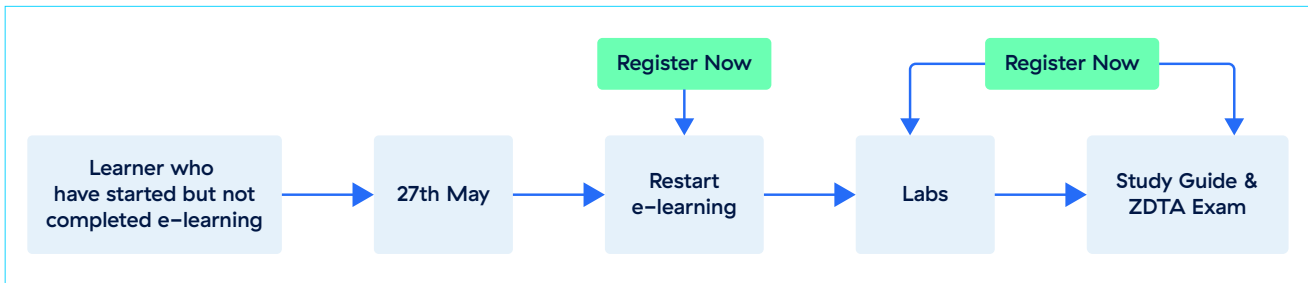 Register Now
Register Now
Learner who
have started but not
completed e-learning
27th May
Restart
e-learning
Labs
Study Guide &
ZDTA Exam